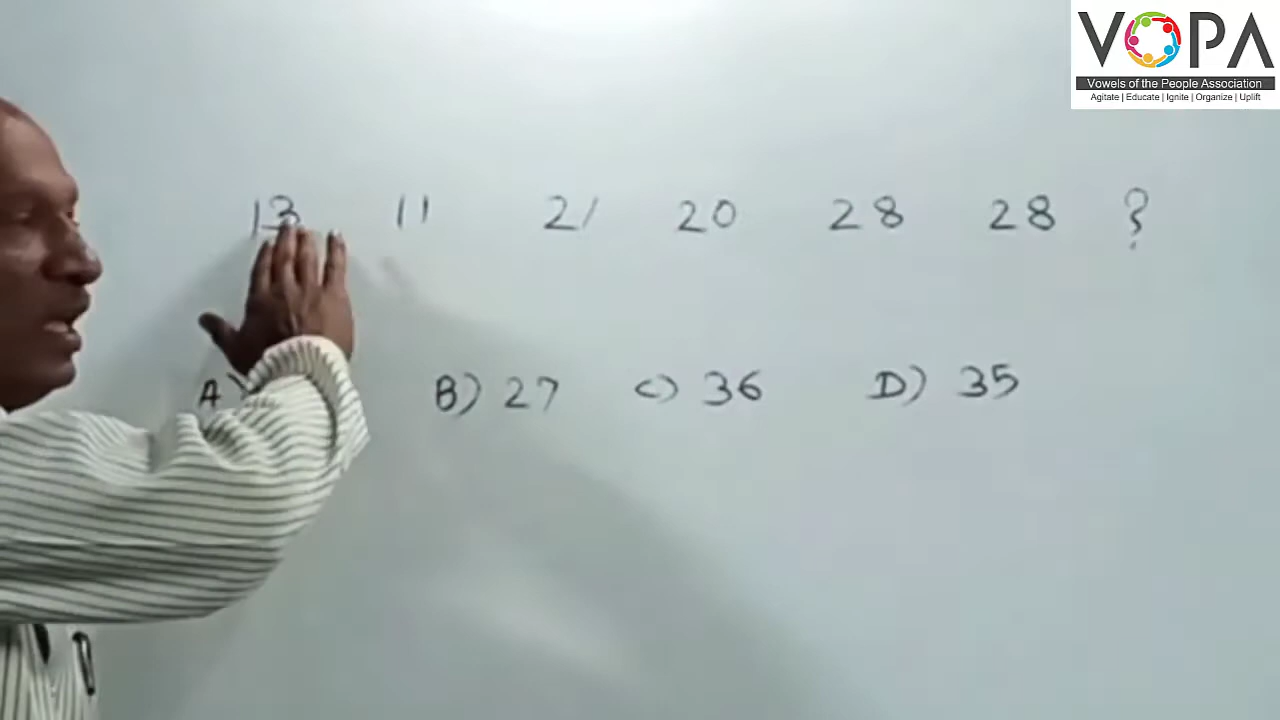 VOPA
Vowels of the People Association
Agitate | Educate | Ignite | Organize | Uplift
13 11 21 20 28 28 ?
A) B) 27 C) 36 D) 35